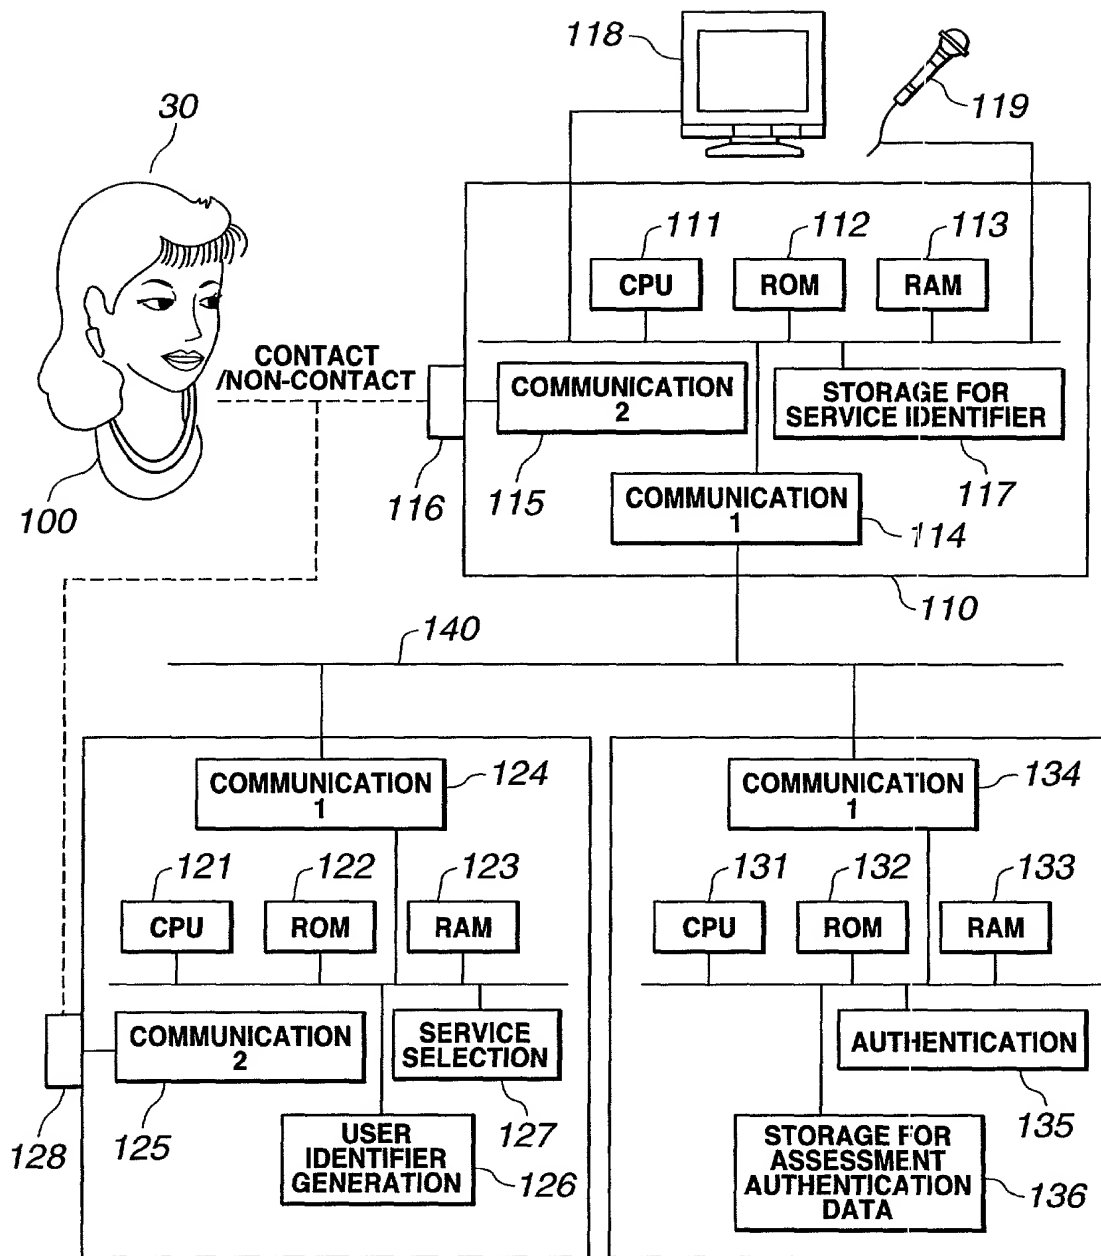 118
119
30
111
112
113
CPU
ROM
RAM
CONTACT
/NON-CONTACT
COMMUNICATION
2
STORAGE FOR
SERVICE IDENTIFIER
100
116
115
COMMUNICATION
1
117
114
110
140
COMMUNICATION
1
124
COMMUNICATION
1
134
121
122
123
131
132
133
CPU
ROM
RAM
CPU
ROM
RAM
COMMUNICATION
2
SERVICE
SELECTION
AUTHENTICATION
128
125
USER
IDENTIFIER
GENERATION
127
126
135
STORAGE FOR
ASSESSMENT
AUTHENTICATION
DATA
136